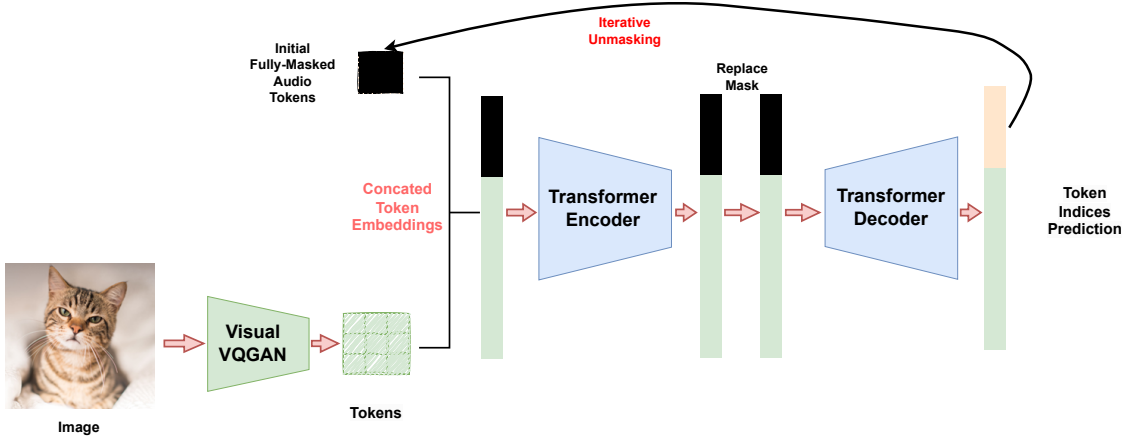 Iterative
Unmasking
Initial
Fully-Masked
Audio
Tokens
Replace
Mask
Concated
Token
Embeddings
Transformer
Encoder
Transformer
Decoder
Token
Indices
Prediction
Visual
VQGAN
Tokens
Image